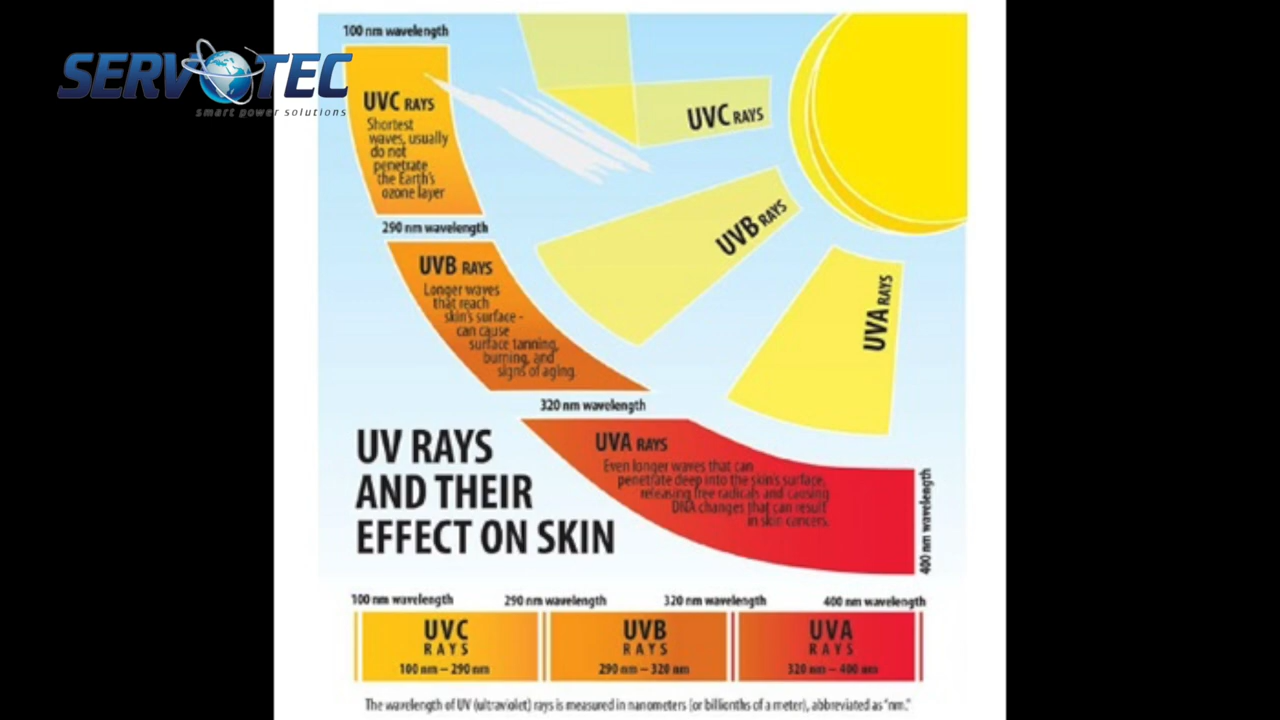 100 nm wavelength
SERVOTEC
smart power solutions
UVC RAYS
Shortest
waves, usually
do not
penetrate
the Earth's
ozone layer
UVC RAYS
UVB RAYS
UVA RAYS
290 nm wavelength
UVB RAYS
Longer waves
that reach
skin's surface -
can cause
surface tanning,
burning, and
signs of aging.
320 nm wavelength
UVA RAYS
Even longer waves that can
penetrate deep into the skin's surface,
releasing free radicals and causing
DNA changes that can result
in skin cancers.
400 nm wavelength
UV RAYS
AND THEIR
EFFECT ON SKIN
100 nm wavelength 290 nm wavelength 320 nm wavelength 400 nm wavelength
UVC UVB UVA
RAYS RAYS RAYS
100 nm – 290 nm 290 nm – 320 nm 320 nm – 400 nm
The wavelength of UV (ultraviolet) rays is measured in nanometers (or billionths of a meter), abbreviated as "nm."